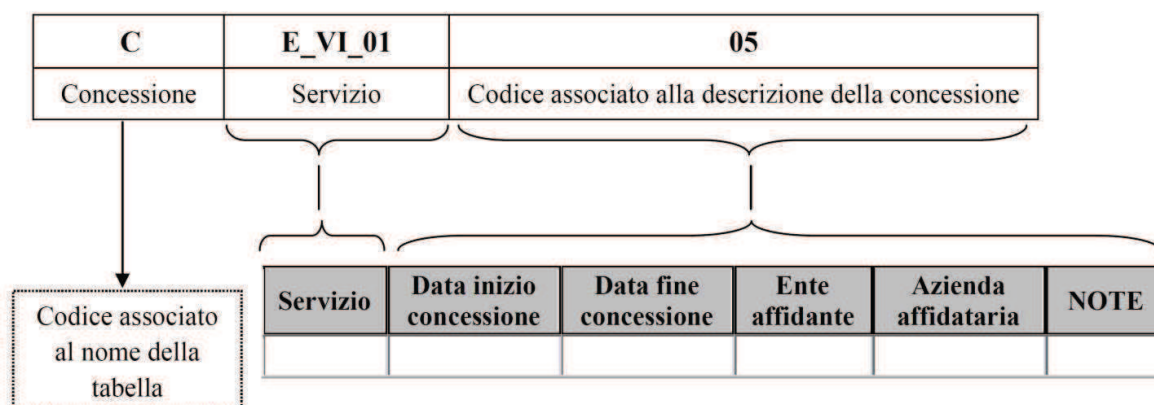 C E_VI_01 05
Concessione Servizio Codice associato alla descrizione della concessione
Servizio Data inizio concessione Data fine concessione Ente affidante Azienda affidataria NOTE
Codice associato
al nome della
tabella